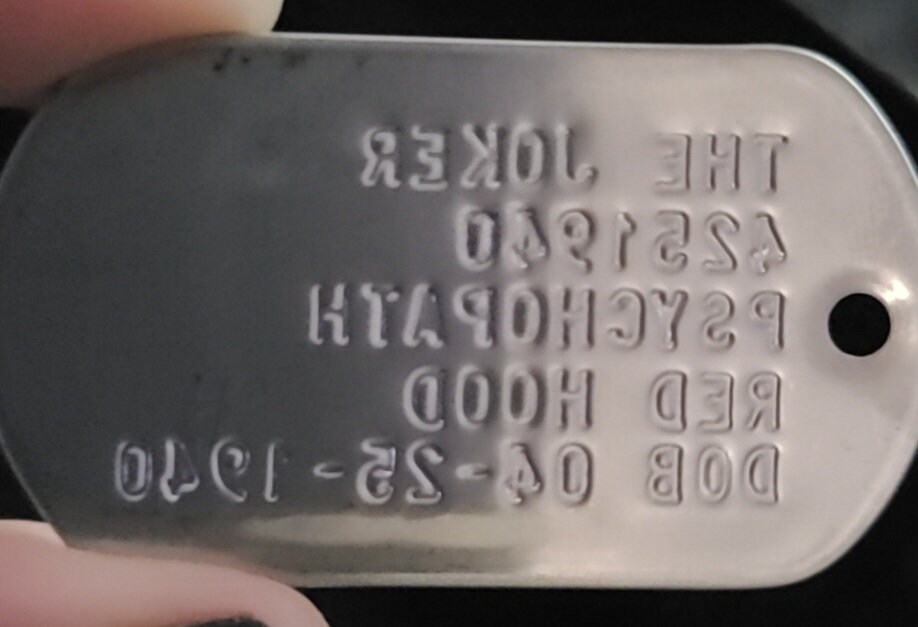 THE JOKER
4251940
PSYCHOPATH
RED HOOD
DOB 04-25-1940